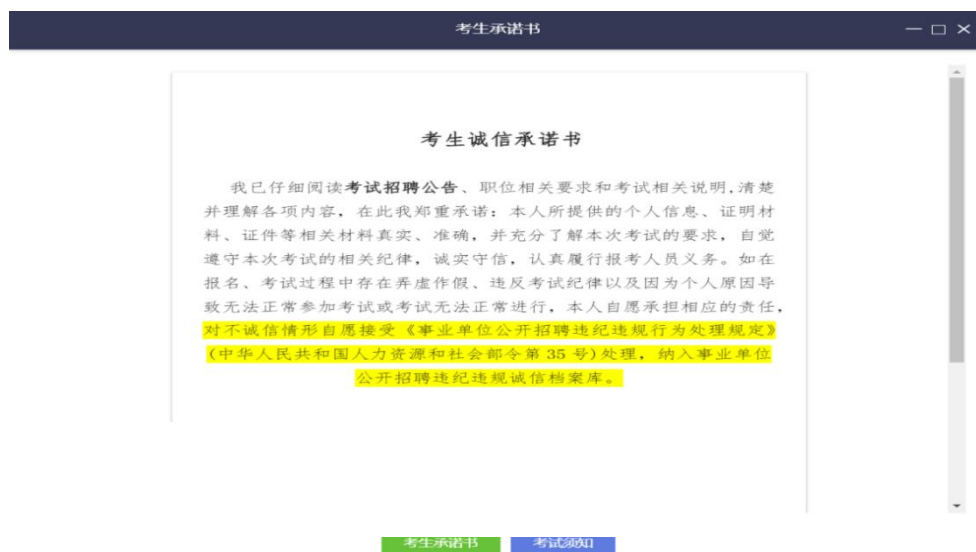 考生承诺书
考生诚信承诺书
我已仔细阅读考试招聘公告、职位相关要求和考试相关说明,清楚
并理解各项内容，在此我郑重承诺：本人所提供的个人信息、证明材
料、证件等相关材料真实、准确，并充分了解本次考试的要求，自觉
遵守本次考试的相关纪律，诚实守信，认真履行报考人员义务。如在
报名、考试过程中存在弄虚作假、违反考试纪律以及因为个人原因导
致无法正常参加考试或考试无法正常进行，本人自愿承担相应的责任，
对不诚信情形自愿接受《事业单位公开招聘违纪违规行为处理规定》
(中华人民共和国人力资源和社会部令第 35 号)处理，纳入事业单位
公开招聘违纪违规诚信档案库。
考生承诺书 考试须知